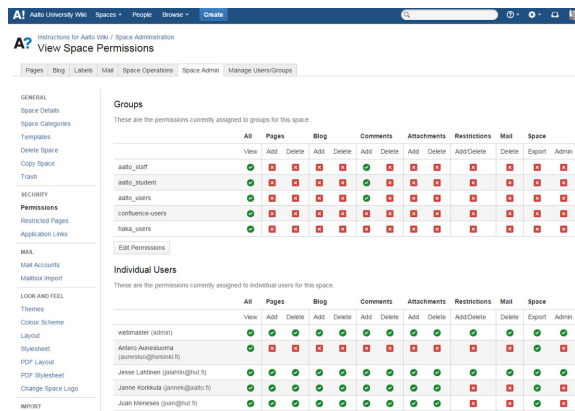 A! Aalto University Wiki Spaces People Browse Create
Instructions for Aalto Wiki / Space Administration
A? View Space Permissions
Pages Blog Labels Mail Space Operations Space Admin Manage Users/Groups
GENERAL
Space Details
Space Categories
Templates
Delete Space
Copy Space
Trash
SECURITY
Permissions
Restricted Pages
Application Links
MAIL
Mail Accounts
Mailbox Import
LOOK AND FEEL
Themes
Colour Scheme
Layout
Stylesheet
PDF Layout
PDF Stylesheet
Change Space Logo
IMPORT
Groups
These are the permissions currently assigned to groups for this space.
All Pages Blog Comments Attachments Restrictions Mail Space
View Add Delete Add Delete Add Delete Add Delete Add/Delete Delete Export Admin
aalto_staff
aalto_student
aalto_users
confluence-users
haka_users
Edit Permissions
Individual Users
These are the permissions currently assigned to individual users for this space.
All Pages Blog Comments Attachments Restrictions Mail Space
View Add Delete Add Delete Add Delete Add Delete Add/Delete Delete Export Admin
webmaster (admin)
Antero Aunesluoma
(aunesluo@helsinki.fi)
Jesse Lahtinen (jalahtin@hut.fi)
Janne Korkkula (jannek@aalto.fi)
Juan Meneses (juan@hut.fi)